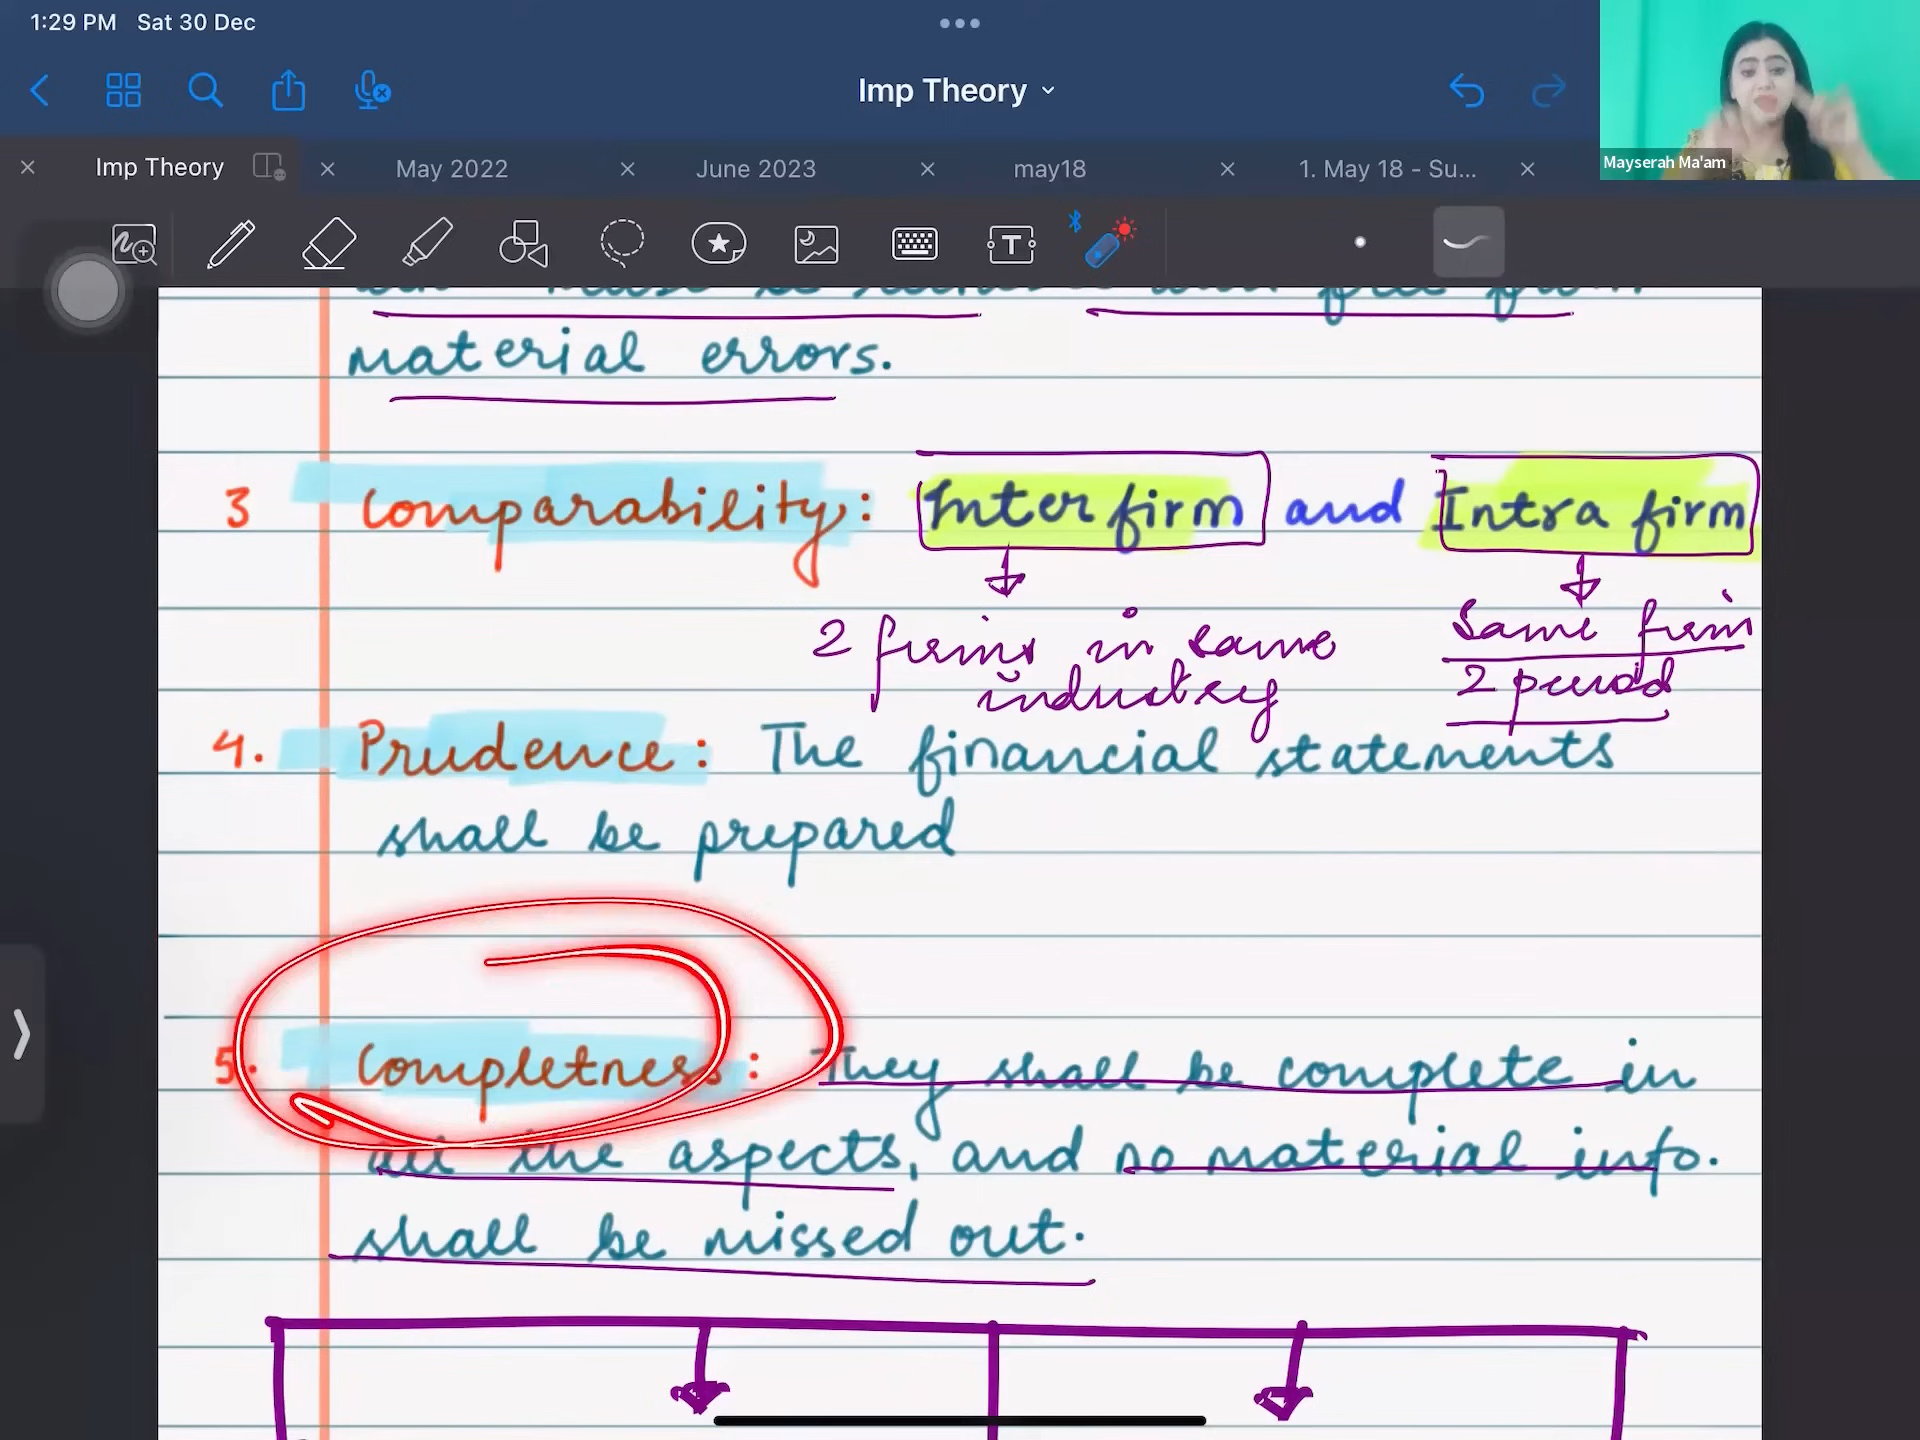 1:29 PM Sat 30 Dec
Imp Theory
Mayserah Ma'am
Imp Theory May 2022 June 2023 may18 1. May 18 - Su...
material errors.
3 Comparability: Inter firm and Intra firm
2 firms in same industry
Same firm
2 period
4. Prudence: The financial statements
shall be prepared
5. Completness: They shall be complete in
all the aspects, and no material info.
shall be missed out.